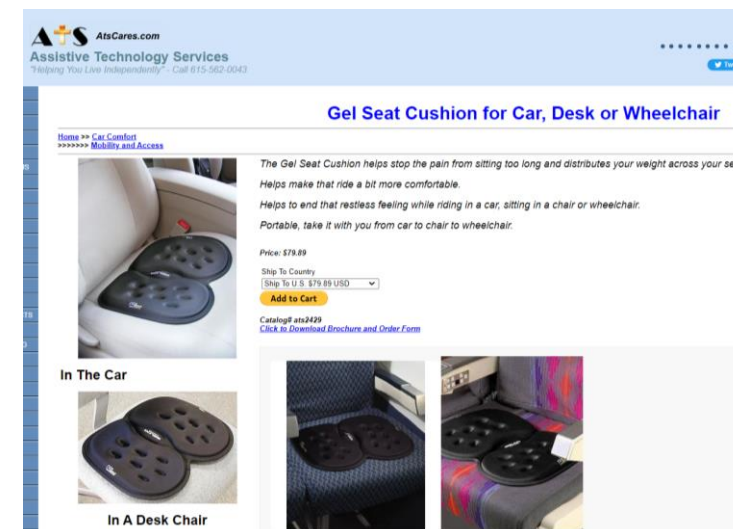 ATS AtsCares.com
Assistive Technology Services
"Helping You Live Independently" - Call 615-562-0043
Gel Seat Cushion for Car, Desk or Wheelchair
Home >> Car Comfort
>>>>>>> Mobility and Access
The Gel Seat Cushion helps stop the pain from sitting too long and distributes your weight across your se
Helps make that ride a bit more comfortable.
Helps to end that restless feeling while riding in a car, sitting in a chair or wheelchair.
Portable, take it with you from car to chair to wheelchair.
Price: $79.89
Ship To Country
Ship To U.S. $79.89 USD
Add to Cart
Catalog# ats2429
Click to Download Brochure and Order Form
In The Car
In A Desk Chair